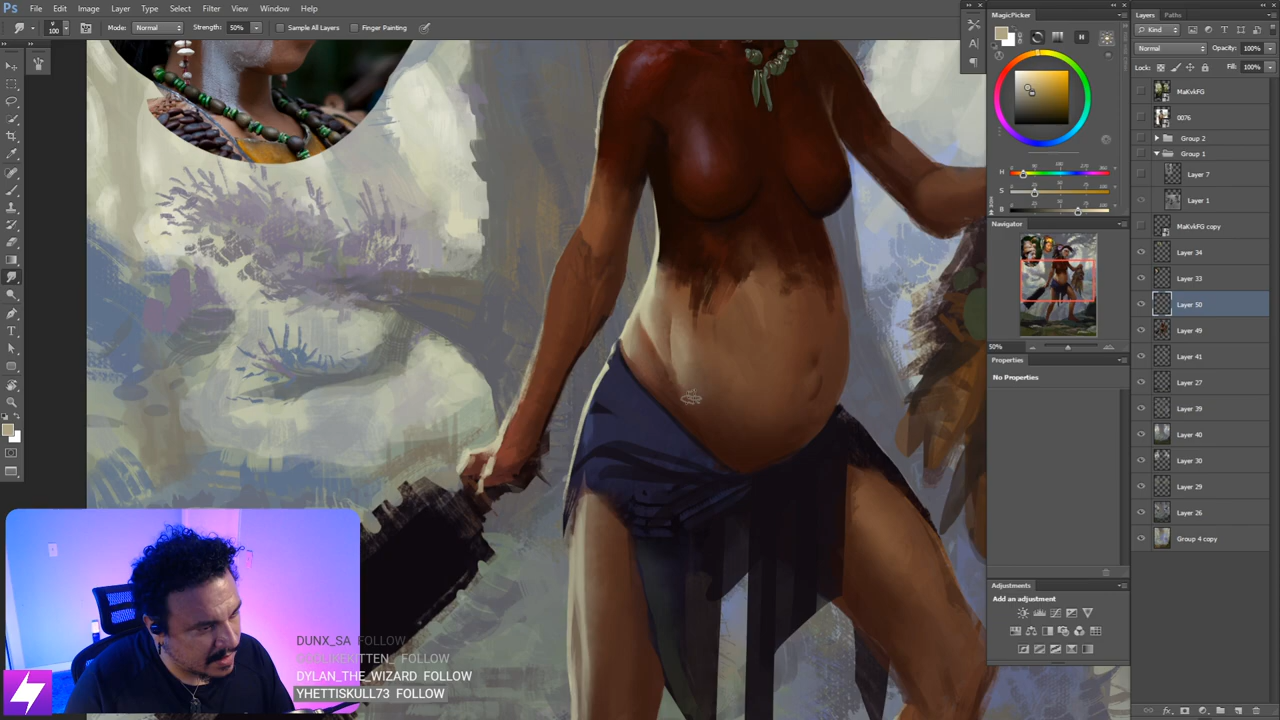 Ps File Edit Image Layer Type Select Filter View Window Help
100 Mode: Normal Strength: 50% Sample All Layers Finger Painting
MagicPicker
H
H
S
B
Navigator
50%
Properties
No Properties
Adjustments
Add an adjustment
Layers Paths
Kind
Normal Opacity: 100%
Lock: Fill: 100%
MaKvkFG
0076
Group 2
Group 1
Layer 7
Layer 1
MaKvkFG copy
Layer 34
Layer 33
Layer 50
Layer 49
Layer 41
Layer 27
Layer 39
Layer 40
Layer 30
Layer 29
Layer 26
Group 4 copy
DUNX_SA FOLLOW
FOLLOW
DYLAN_THE_WIZARD FOLLOW
YHETTISKULL73 FOLLOW